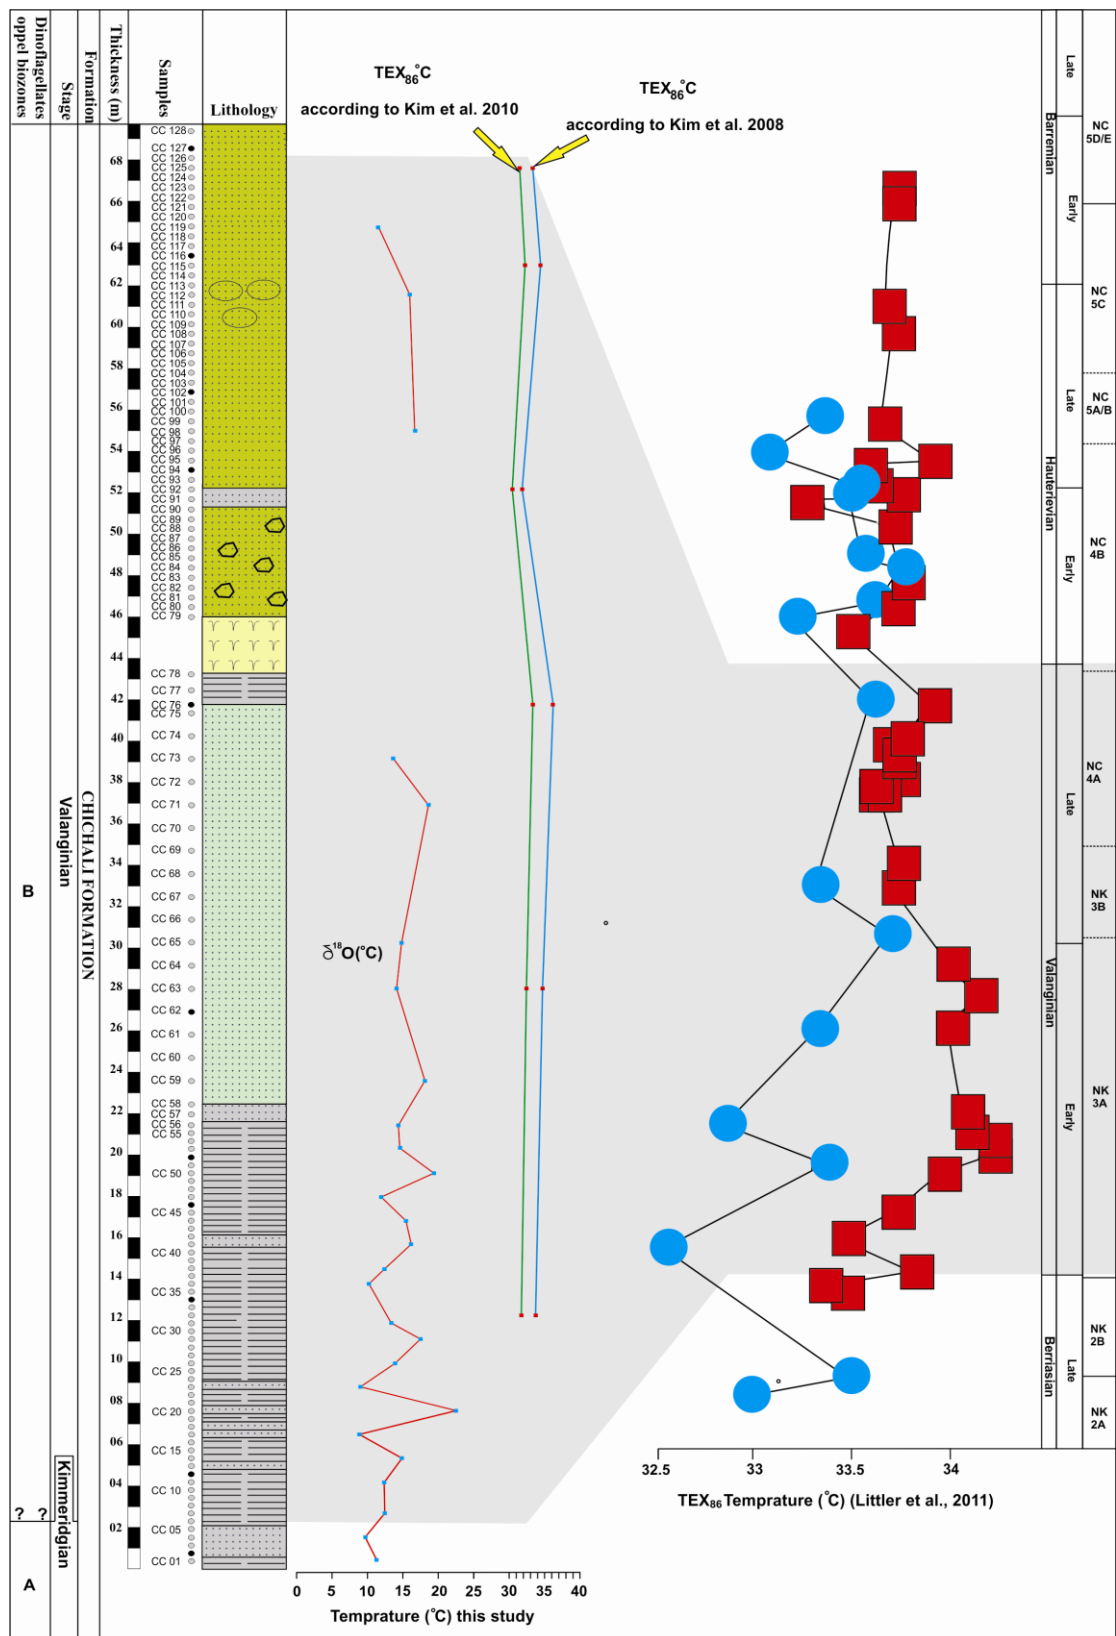 Dinoflagellates
oppel biozones
Stage
Formation
Thickness (m)
Samples
Lithology
TEX86°C
according to Kim et al. 2010
TEX86°C
according to Kim et al. 2008
B
? ?
A
Valanginian
Kimmeridgian
CHICHALI FORMATION
68
66
64
62
60
58
56
54
52
50
48
46
44
42
40
38
36
34
32
30
28
26
24
22
20
18
16
14
12
10
08
06
04
02
CC 128
CC 127
CC 126
CC 125
CC 124
CC 123
CC 122
CC 121
CC 120
CC 119
CC 118
CC 117
CC 116
CC 115
CC 114
CC 113
CC 112
CC 111
CC 110
CC 109
CC 108
CC 107
CC 106
CC 105
CC 104
CC 103
CC 102
CC 101
CC 100
CC 99
CC 98
CC 97
CC 96
CC 95
CC 94
CC 93
CC 92
CC 91
CC 90
CC 89
CC 88
CC 87
CC 86
CC 85
CC 84
CC 83
CC 82
CC 81
CC 80
CC 79
CC 78
CC 77
CC 76
CC 75
CC 74
CC 73
CC 72
CC 71
CC 70
CC 69
CC 68
CC 67
CC 66
CC 65
CC 64
CC 63
CC 62
CC 61
CC 60
CC 59
CC 58
CC 57
CC 56
CC 55
CC 50
CC 45
CC 40
CC 35
CC 30
CC 25
CC 20
CC 15
CC 10
CC 05
CC 01
δ18O(°C)
0 5 10 15 20 25 30 35 40
Temprature (°C) this study
32.5 33 33.5 34
TEX86 Temprature (°C) (Littler et al., 2011)
Barremian
Hauterievian
Valanginian
Berriasian
Late
Early
Late
Early
Late
Early
Late
NC
5D/E
NC
5C
NC
5A/B
NC
4B
NC
4A
NK
3B
NK
3A
NK
2B
NK
2A